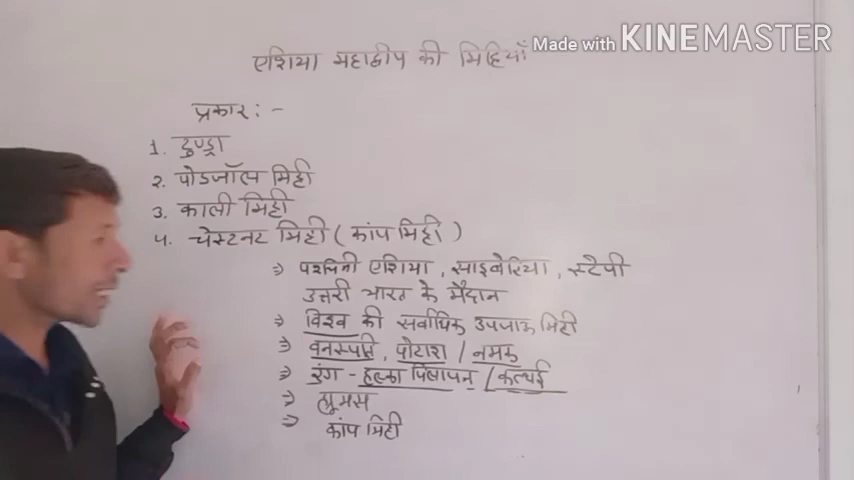 एशिया महाद्वीप की मिट्टियाँ
Made with KINEMASTER
प्रकार :-
1. टुण्ड्रा
2. पोडजॉल मिट्टी
3. काली मिट्टी
4. चेस्टनट मिट्टी ( कांप मिट्टी )
⇒ पश्चिमी एशिया , साइबेरिया , स्टेपी
उत्तरी भारत के मैदान
⇒ विश्व की सर्वाधिक उपजाऊ मिट्टी
⇒ वनस्पति , पोटाश / नमक
⇒ रंग - हल्का पिलापन / कत्थई
⇒ ह्यूमस
⇒ कांप मिट्टी